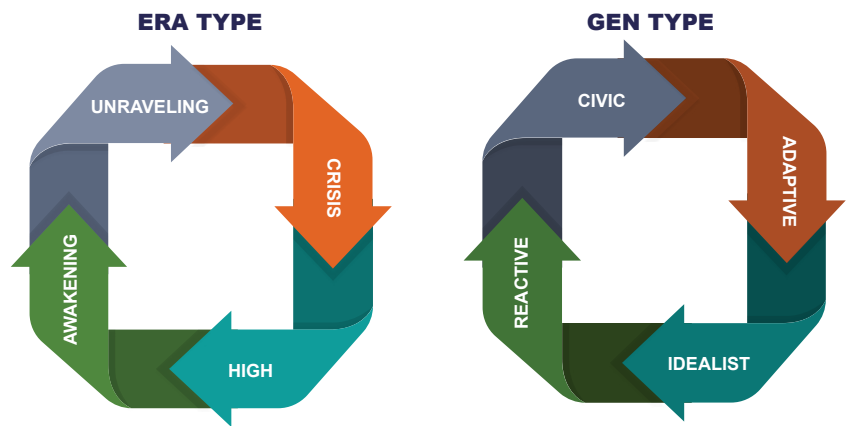 ERA TYPE
UNRAVELING
CRISIS
HIGH
AWAKENING
GEN TYPE
CIVIC
ADAPTIVE
IDEALIST
REACTIVE